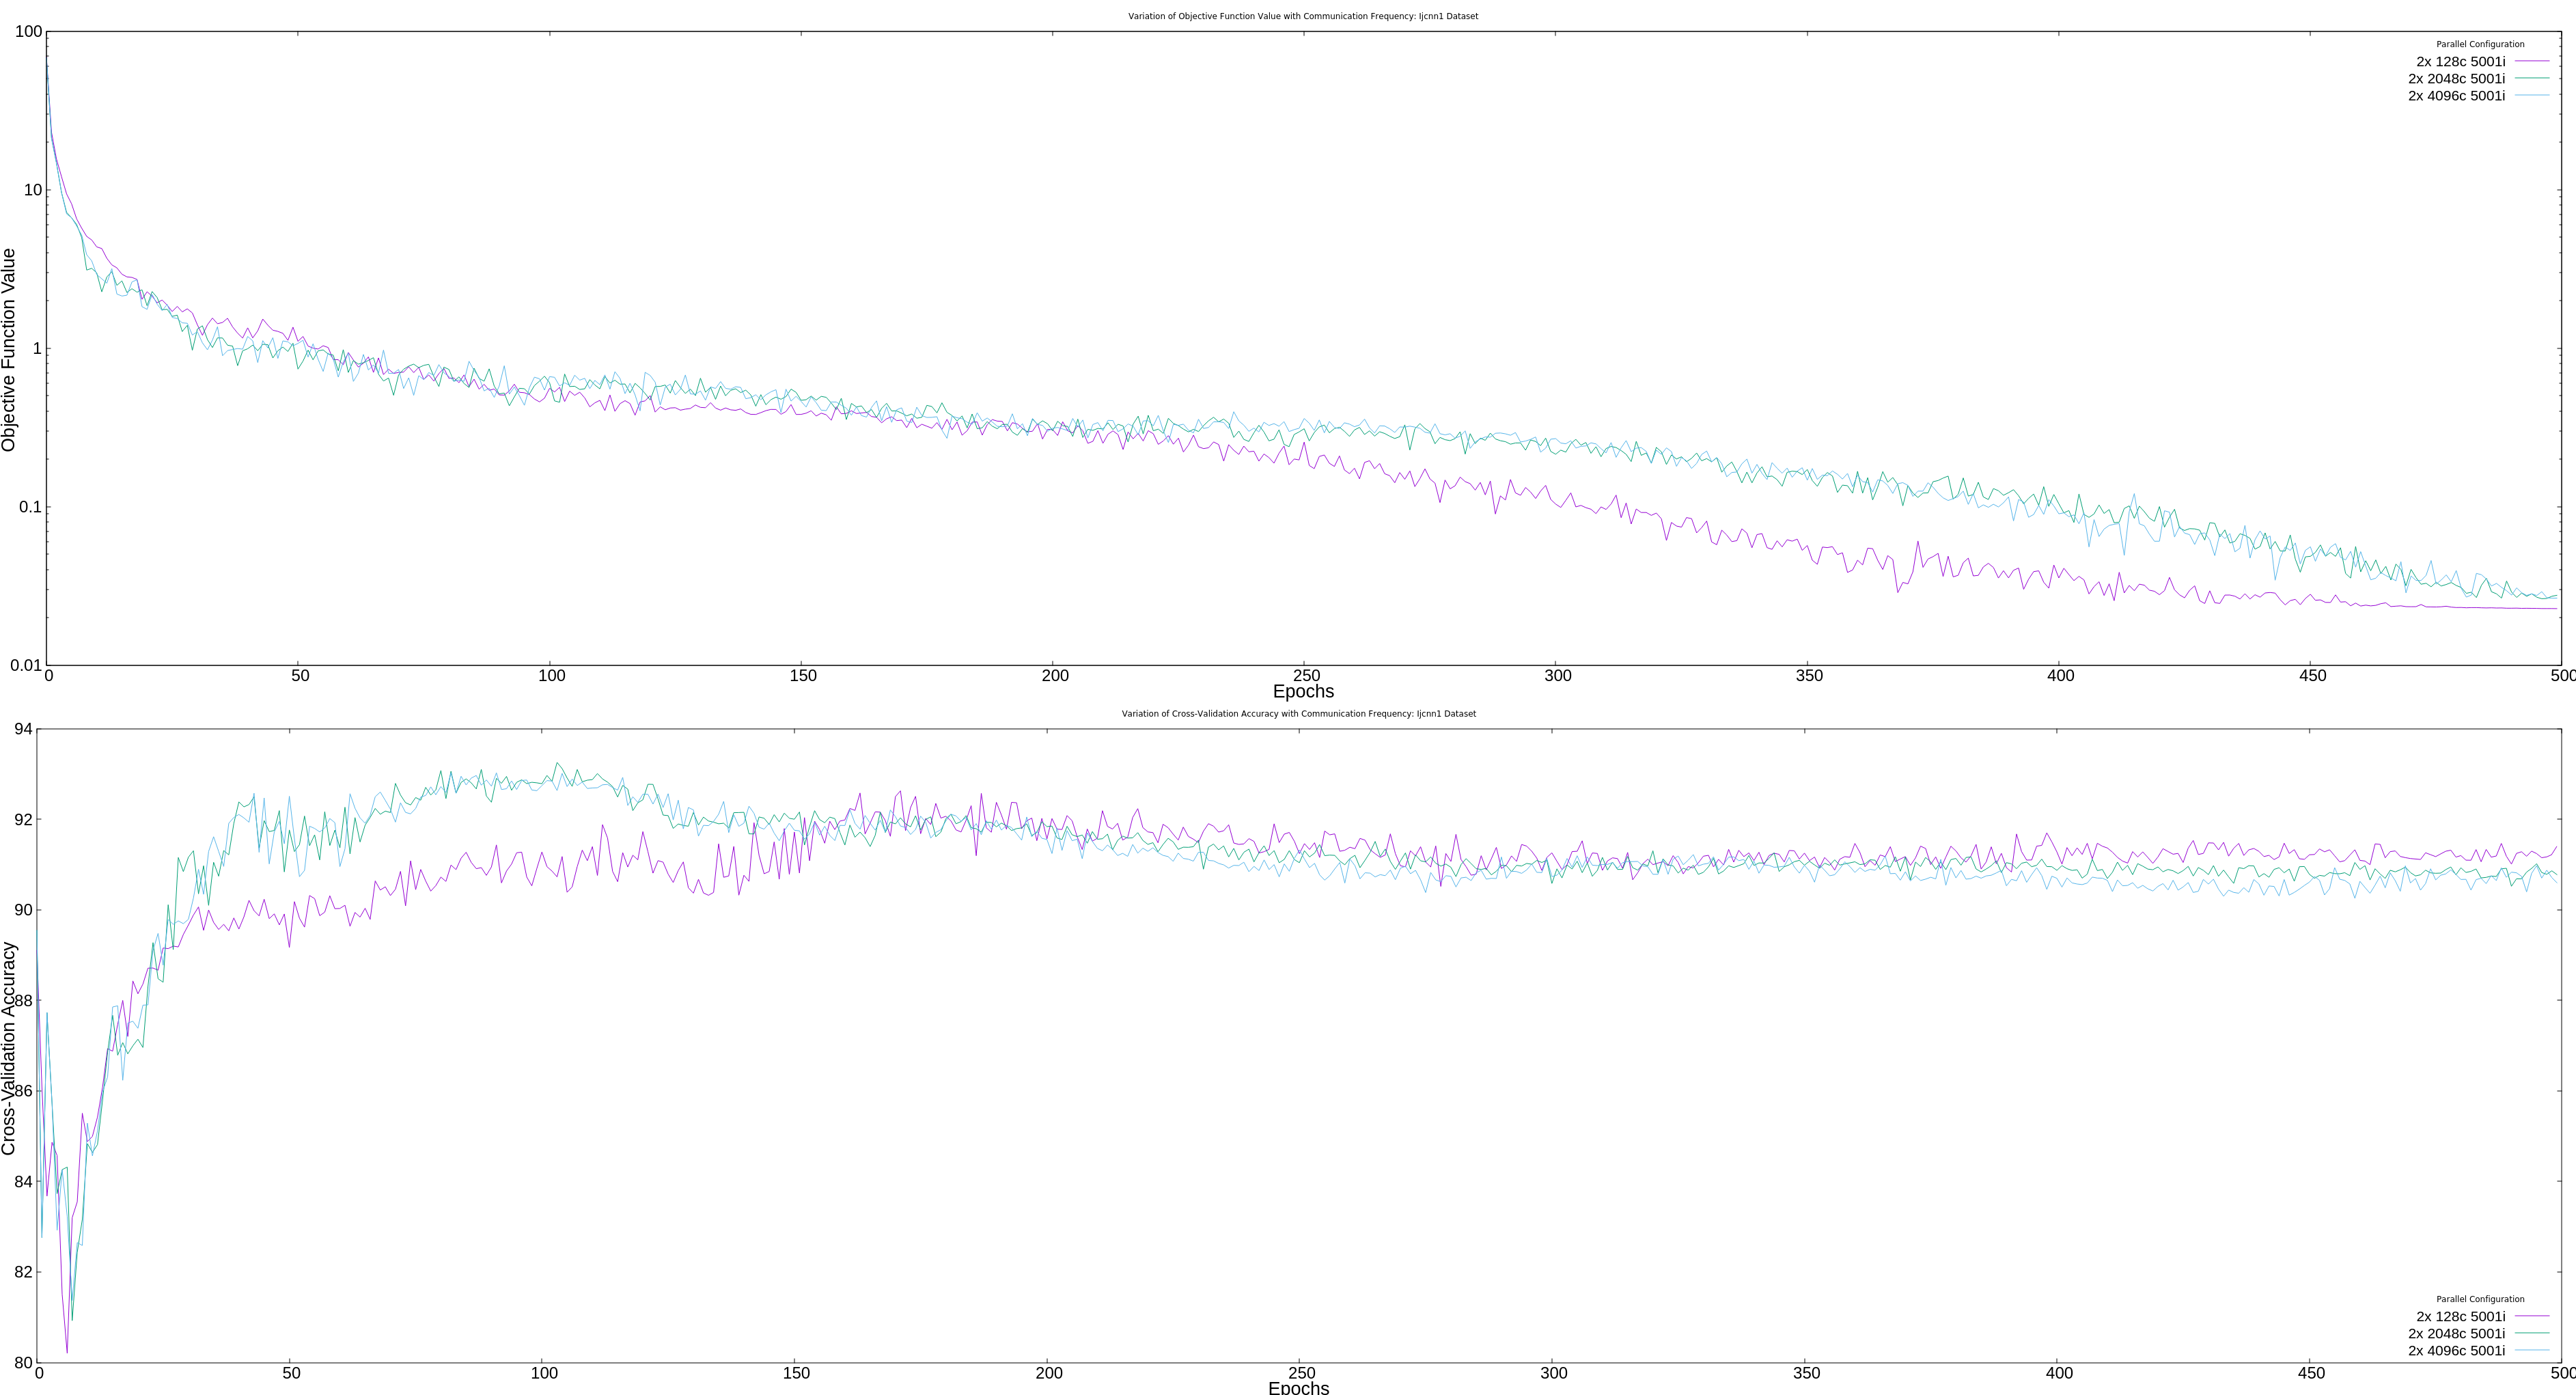 Variation of Objective Function Value with Communication Frequency: Ijcnn1 Dataset
Objective Function Value
100
10
1
0.1
0.01
Parallel Configuration
2x 128c 5001i
2x 2048c 5001i
2x 4096c 5001i
0 50 100 150 200 250 300 350 400 450 500
Epochs
Variation of Cross-Validation Accuracy with Communication Frequency: Ijcnn1 Dataset
Cross-Validation Accuracy
94
92
90
88
86
84
82
80
Parallel Configuration
2x 128c 5001i
2x 2048c 5001i
2x 4096c 5001i
0 50 100 150 200 250 300 350 400 450 500
Epochs